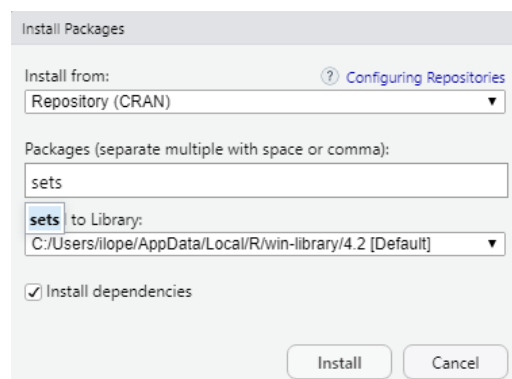 Install Packages
Install from:
? Configuring Repositories
Repository (CRAN)
Packages (separate multiple with space or comma):
sets
sets to Library:
C:/Users/ilope/AppData/Local/R/win-library/4.2 [Default]
Install dependencies
Install
Cancel